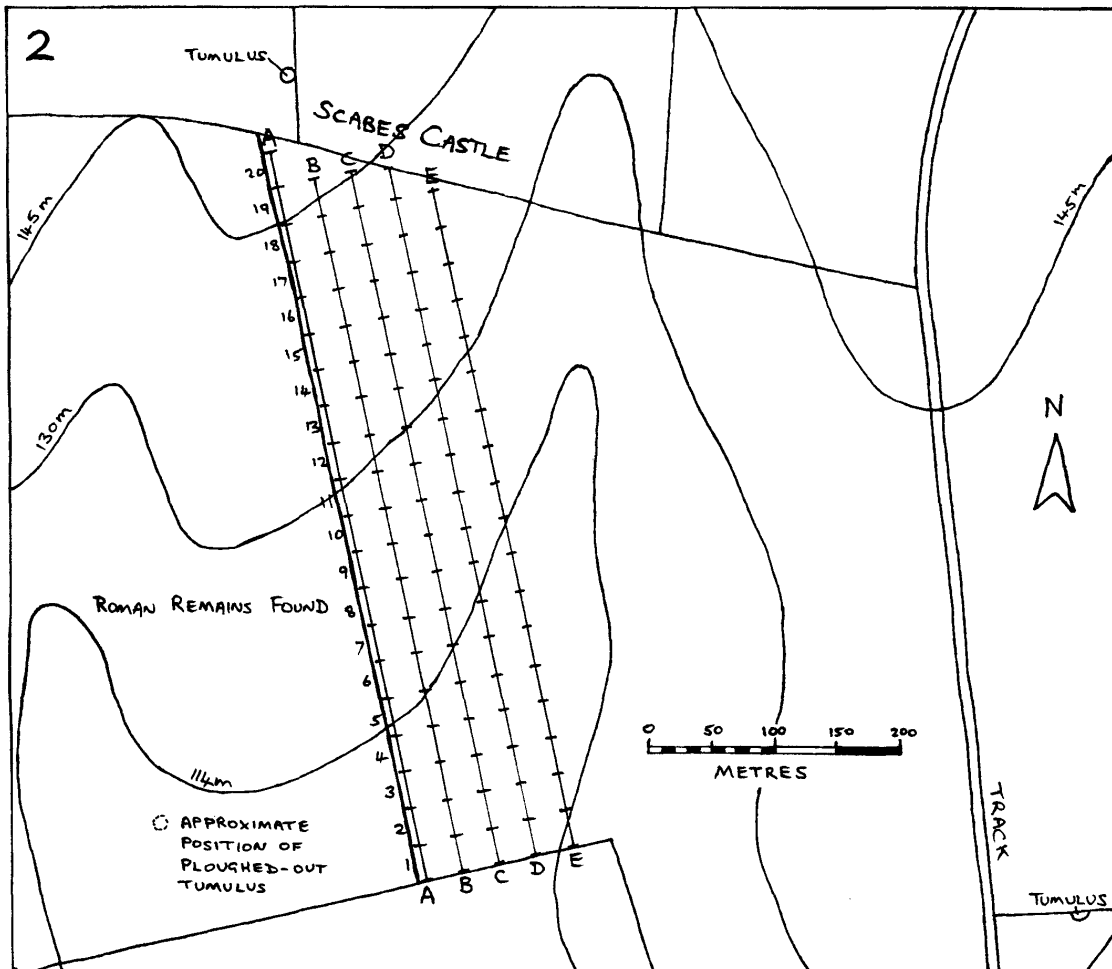 2
TUMULUS
SCABES CASTLE
A
B
C
D
E
20
19
18
17
16
15
14
13
12
11
10
9
8
7
6
5
4
3
2
1
145m
145m
130m
N
ROMAN REMAINS FOUND
114m
0 50 100 150 200
METRES
APPROXIMATE
POSITION OF
PLOUGHED-OUT
TUMULUS
A
B
C
D
E
TRACK
TUMULUS